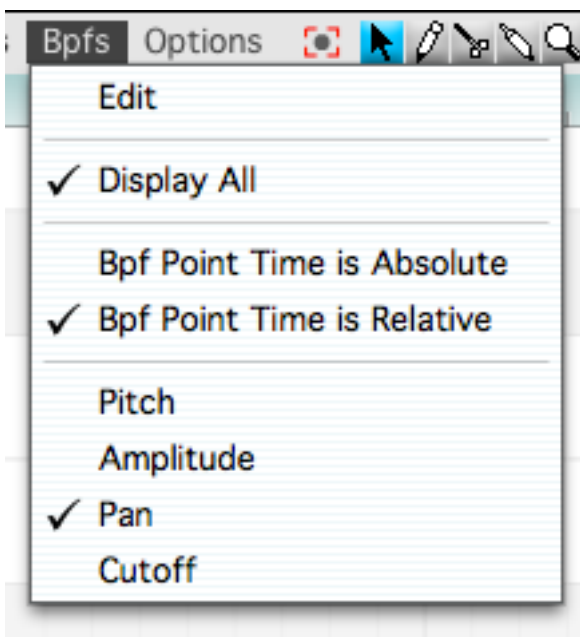 Bpfs Options
Edit
✓ Display All
Bpf Point Time is Absolute
✓ Bpf Point Time is Relative
Pitch
Amplitude
✓ Pan
Cutoff